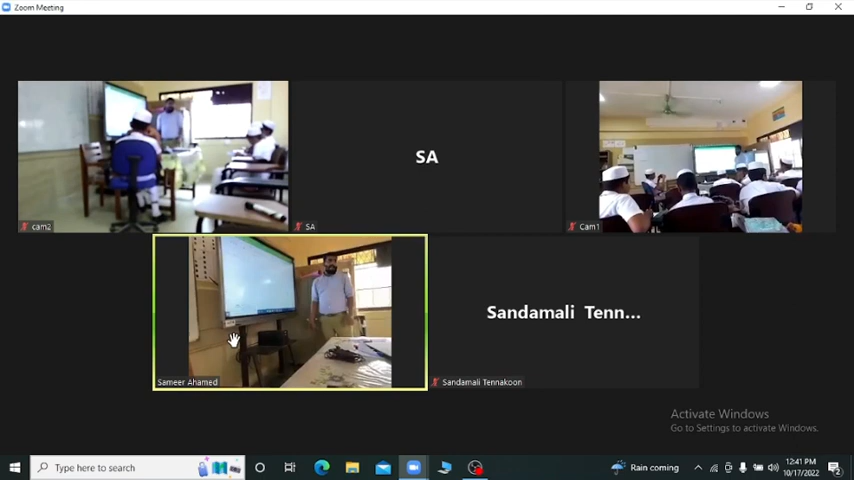 Zoom Meeting
SA
cam2
SA
Cam1
Sandamali Tenn...
Sameer Ahamed
Sandamali Tennakoon
Activate Windows
Go to Settings to activate Windows.
Type here to search
Rain coming
12:41 PM
10/17/2022
2